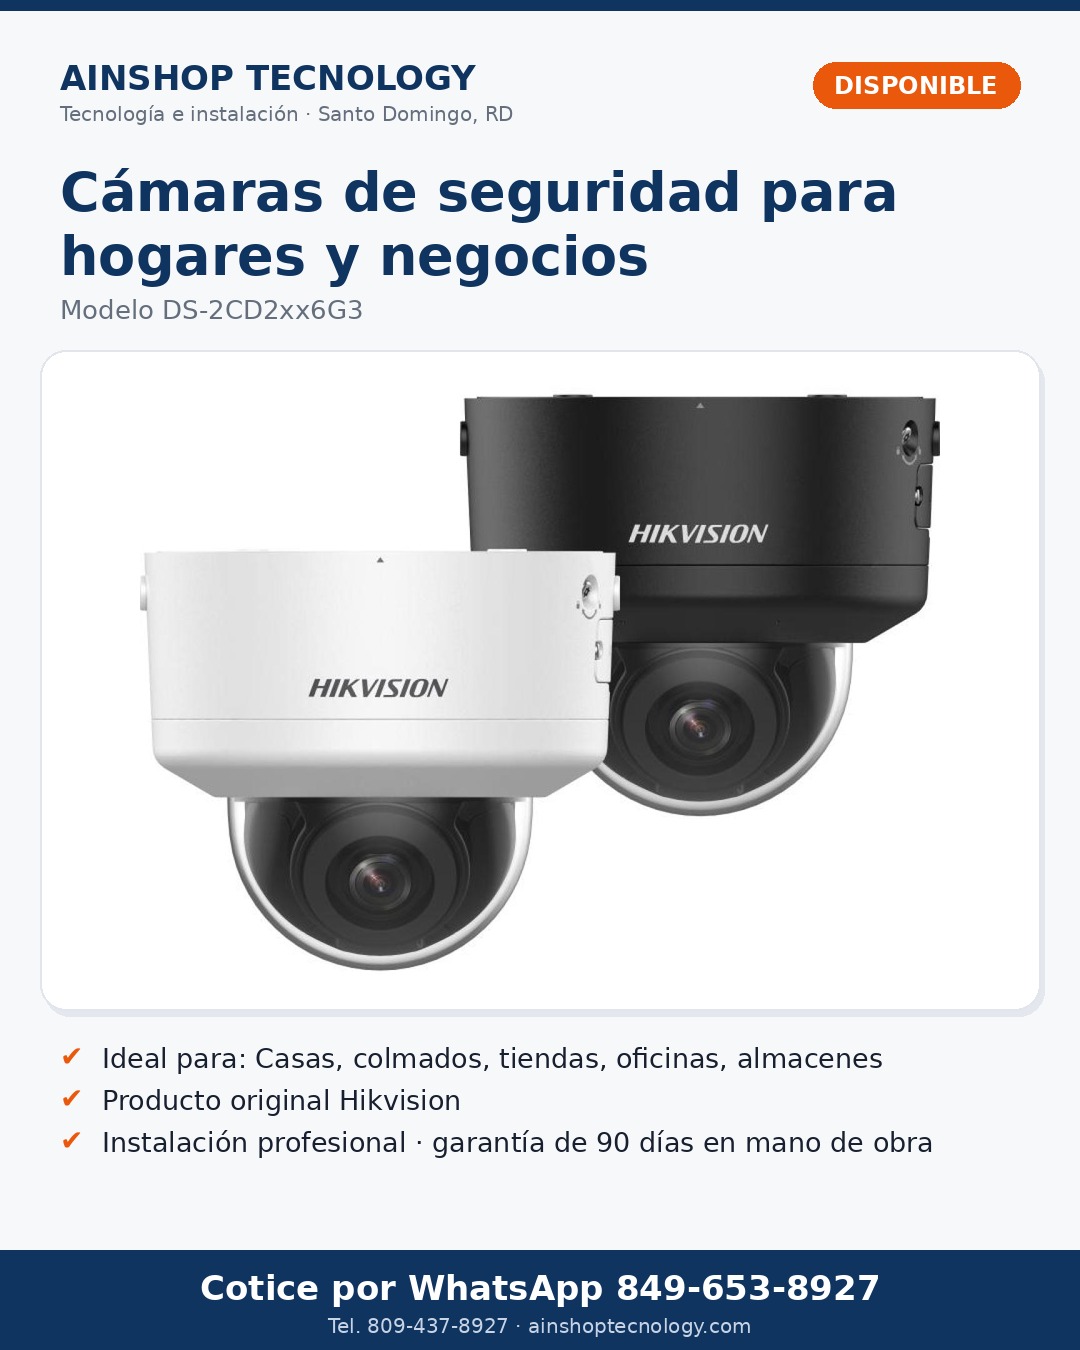 AINSHOP TECNOLOGY
Tecnología e instalación · Santo Domingo, RD
DISPONIBLE
Cámaras de seguridad para
hogares y negocios
Modelo DS-2CD2xx6G3
HIKVISION
HIKVISION
✔ Ideal para: Casas, colmados, tiendas, oficinas, almacenes
✔ Producto original Hikvision
✔ Instalación profesional · garantía de 90 días en mano de obra
Cotice por WhatsApp 849-653-8927
Tel. 809-437-8927 · ainshoptecnology.com